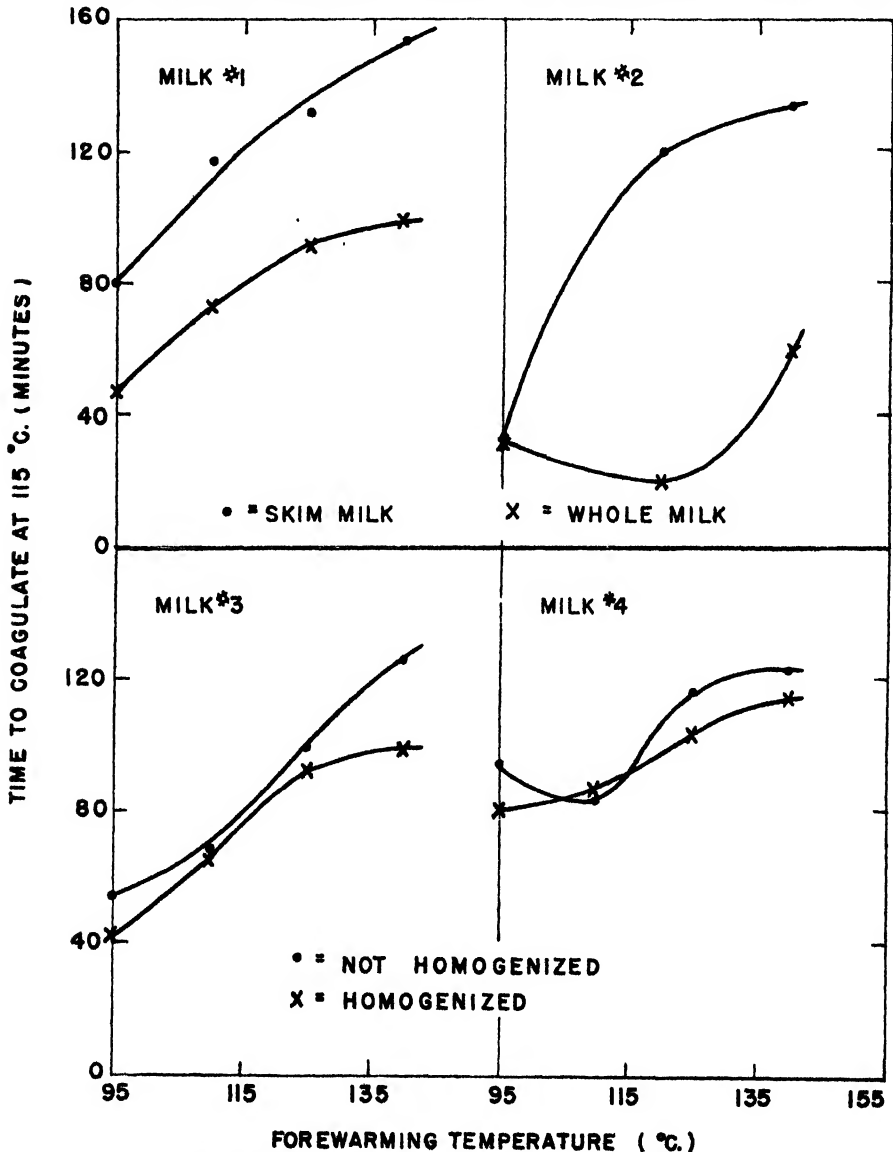 160
120
80
40
0
MILK #1
MILK #2
• = SKIM MILK
X = WHOLE MILK
TIME TO COAGULATE AT 115 °C. (MINUTES)
120
80
40
0
MILK #3
MILK #4
• = NOT HOMOGENIZED
X = HOMOGENIZED
95 115 135 95 115 135 155
FOREWARMING TEMPERATURE (°C.)